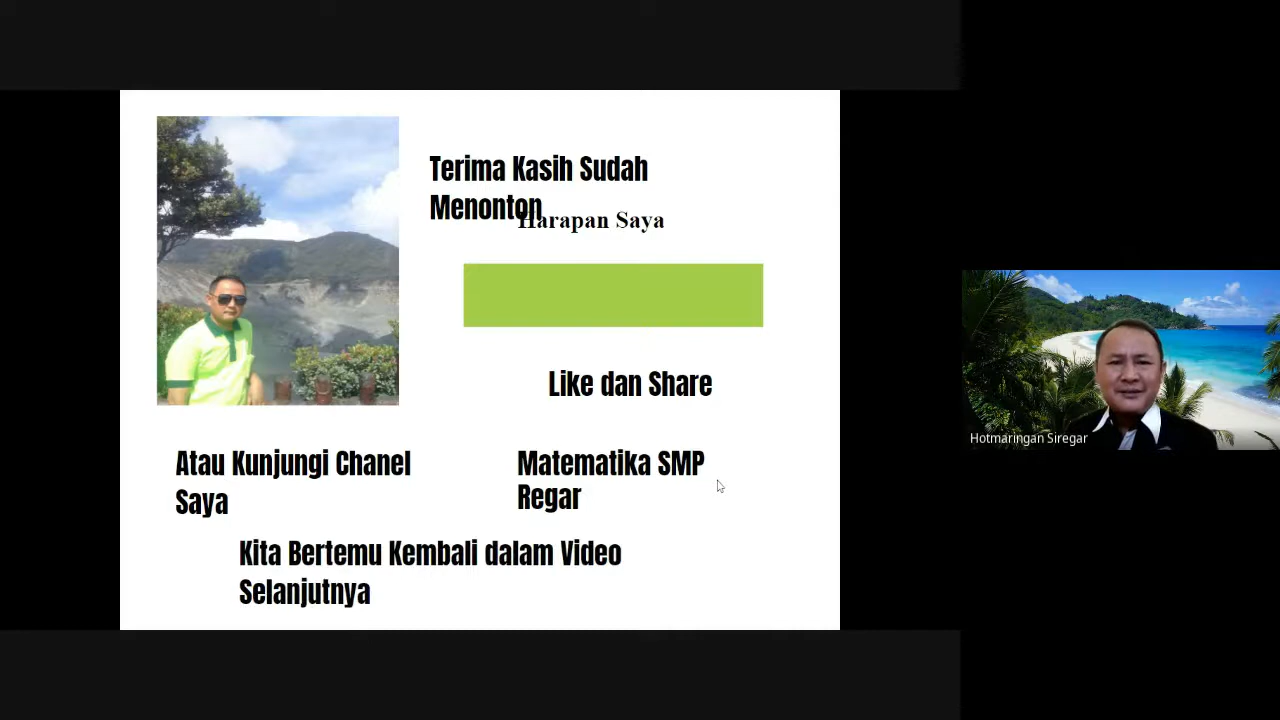 Terima Kasih Sudah
Menonton
Harapan Saya
Like dan Share
Atau Kunjungi Chanel
Saya
Matematika SMP
Regar
Kita Bertemu Kembali dalam Video
Selanjutnya
Hotmaringan Siregar